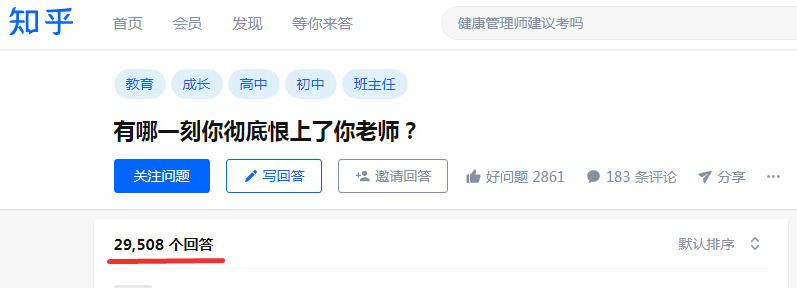 知乎 首页 会员 发现 等你来答 健康管理师建议考吗
教育 成长 高中 初中 班主任
有哪一刻你彻底恨上了你老师？
关注问题 写回答 邀请回答 好问题 2861 183 条评论 分享 ···
29,508 个回答 默认排序